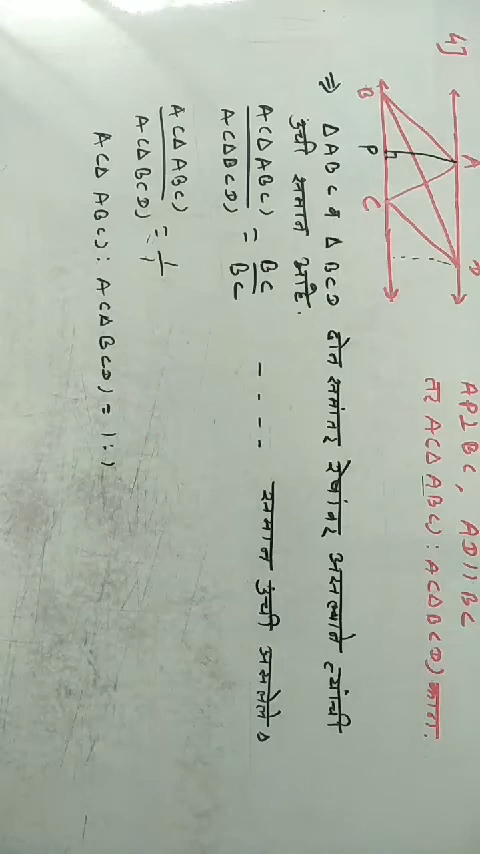 4]
AP⊥BC, AD||BC
तर A(△ABC) : A(△BCD) काढा.
A
D
B
P
C
⇒ △ABC व △BCD दोन समांतर रेषांवर असल्याने त्यांची
उंची समान आहे.
A(△ABC) / A(△BCD) = BC / BC - - - - समान उंची असलेले △
A(△ABC) / A(△BCD) = 1/1
A(△ABC) : A(△BCD) = 1:1